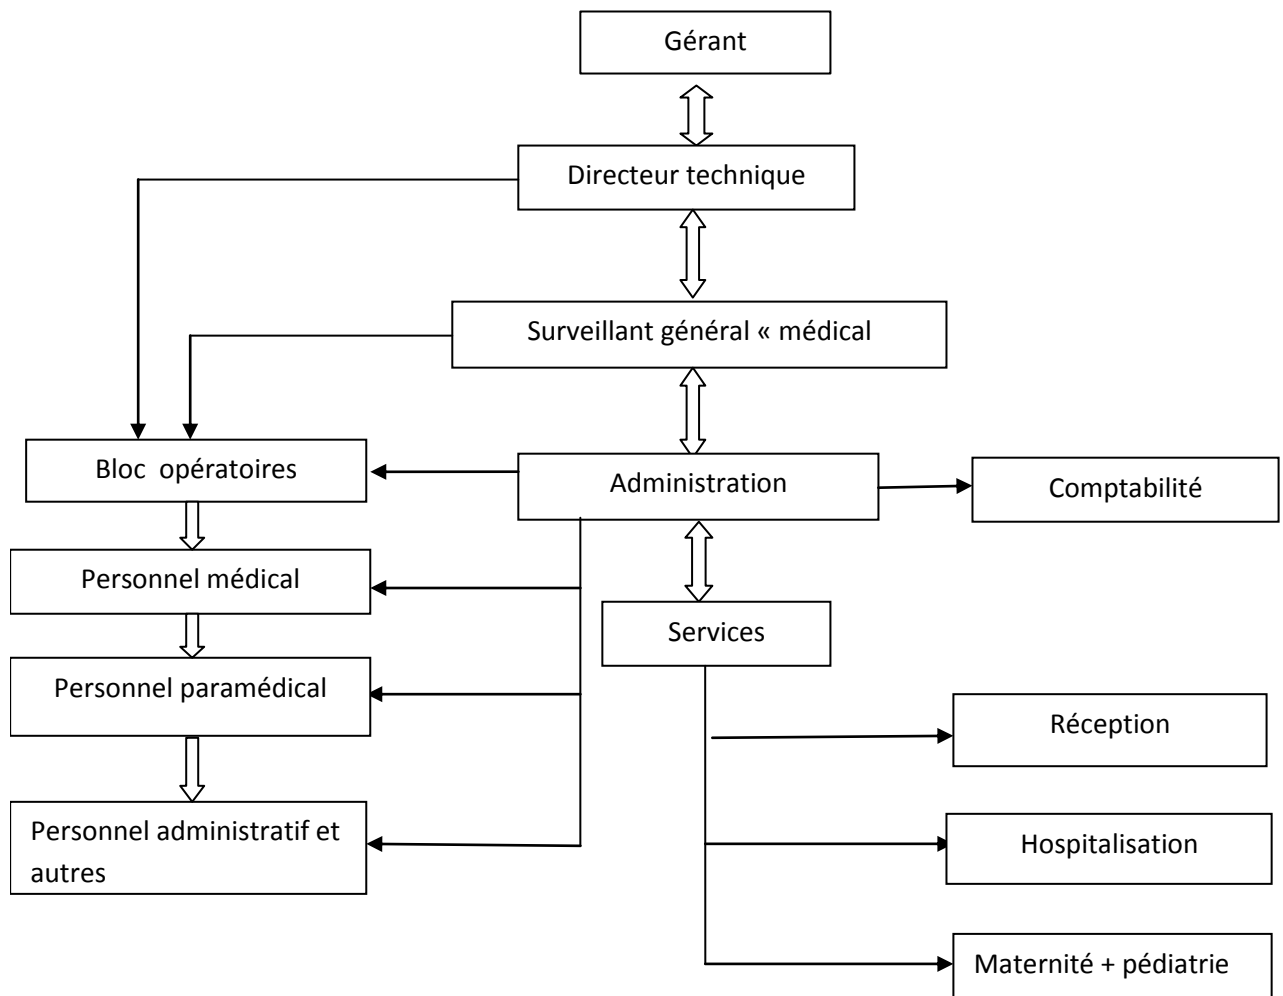 Gérant
Directeur technique
Surveillant général « médical
Bloc opératoires
Administration
Comptabilité
Personnel médical
Services
Personnel paramédical
Réception
Personnel administratif et
autres
Hospitalisation
Maternité + pédiatrie